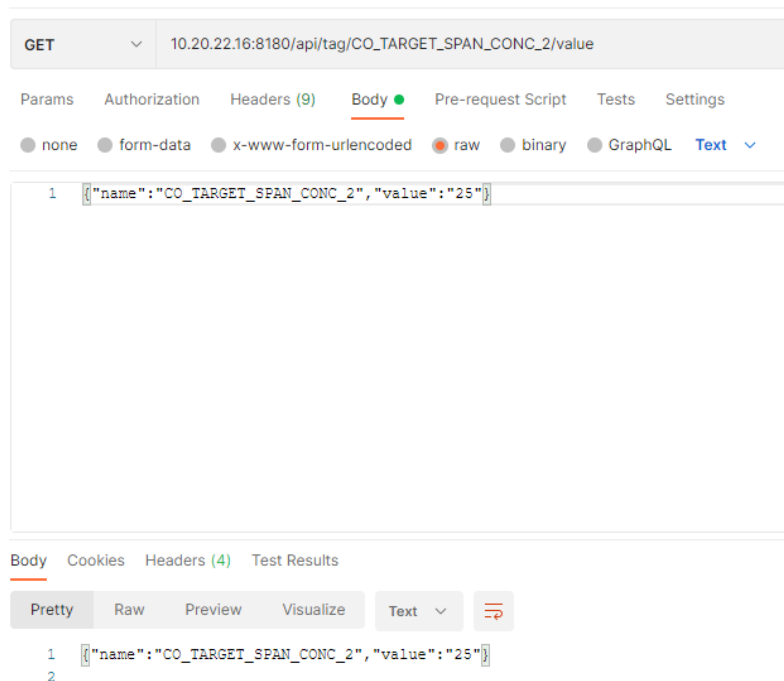 GET 10.20.22.16:8180/api/tag/CO_TARGET_SPAN_CONC_2/value
Params Authorization Headers (9) Body Pre-request Script Tests Settings
none form-data x-www-form-urlencoded raw binary GraphQL Text
1 {"name":"CO_TARGET_SPAN_CONC_2","value":"25"}
Body Cookies Headers (4) Test Results
Pretty Raw Preview Visualize Text
1 {"name":"CO_TARGET_SPAN_CONC_2","value":"25"}
2